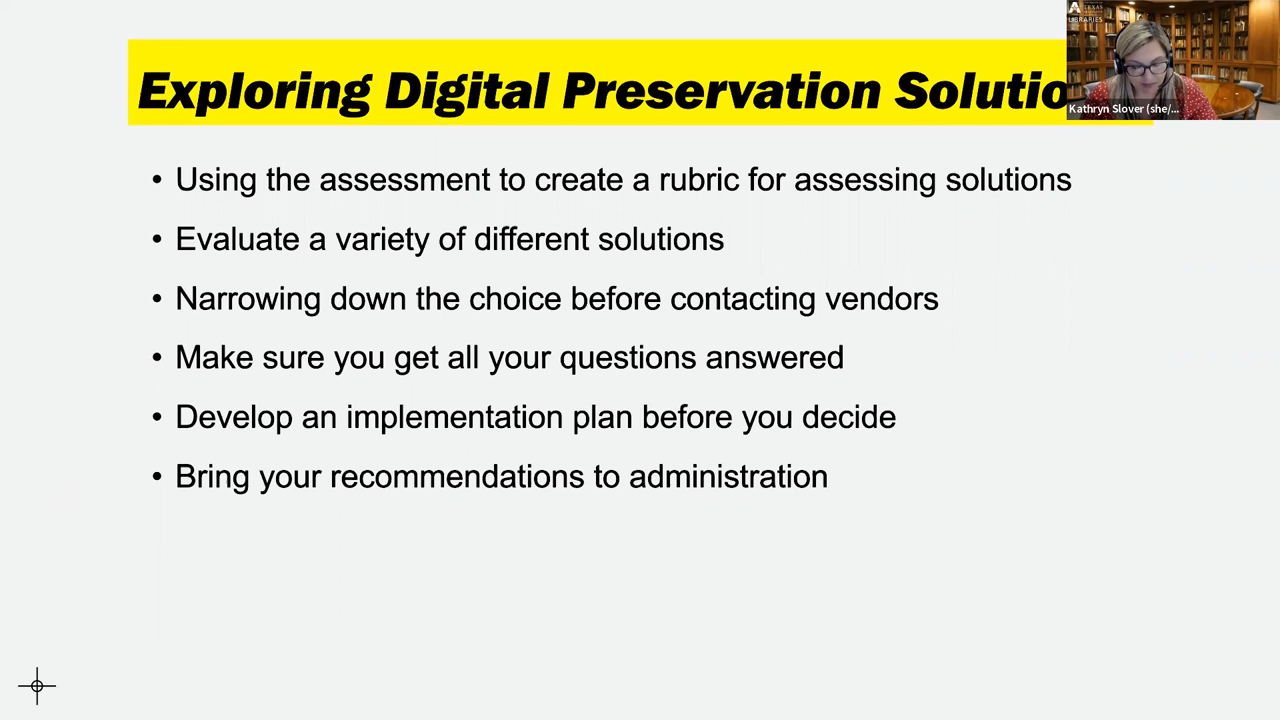 Exploring Digital Preservation Solutio
• Using the assessment to create a rubric for assessing solutions
• Evaluate a variety of different solutions
• Narrowing down the choice before contacting vendors
• Make sure you get all your questions answered
• Develop an implementation plan before you decide
• Bring your recommendations to administration
TEXAS
LIBRARIES
Kathryn Slover (she/...